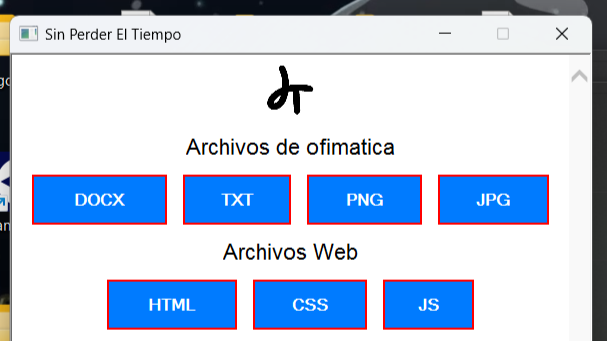 Sin Perder El Tiempo
Archivos de ofimatica
DOCX TXT PNG JPG
Archivos Web
HTML CSS JS